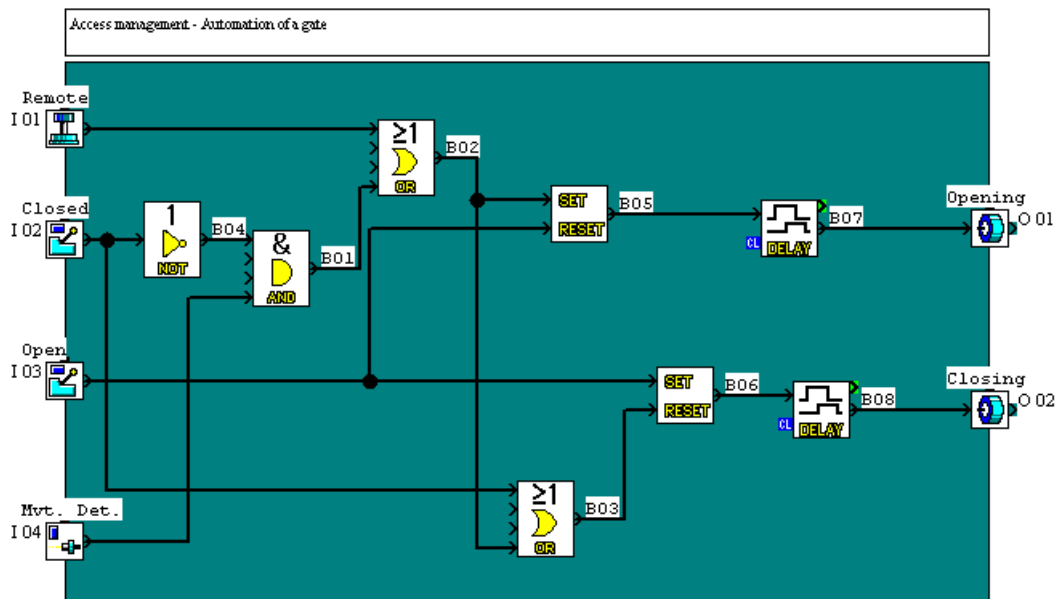 Access management - Automation of a gate
Remote
I 01
≥1
OR
B02
Closed
I 02
1
NOT
B04
&
AND
B01
SET
RESET
B05
CL
DELAY
B07
Opening
O 01
Open
I 03
SET
RESET
B06
CL
DELAY
B08
Closing
O 02
≥1
OR
B03
Mvt. Det.
I 04